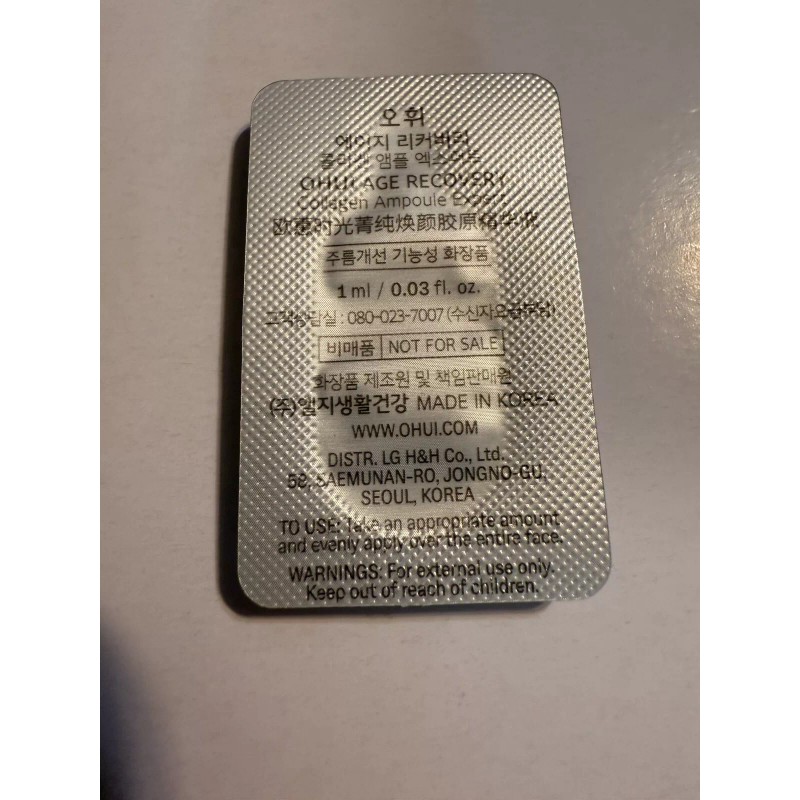 오휘
에이지 리커버리
콜라겐 앰플 엑스퍼트
OHUI AGE RECOVERY
Collagen Ampoule Expert
欧蕙时光菁纯焕颜胶原精华液
주름개선 기능성 화장품
1 ml / 0.03 fl. oz.
고객상담실 : 080-023-7007 (수신자요금부담)
비매품 NOT FOR SALE
화장품 제조원 및 책임판매원
(주)엘지생활건강 MADE IN KOREA
WWW.OHUI.COM
DISTR. LG H&H Co., Ltd.
58, SAEMUNAN-RO, JONGNO-GU,
SEOUL, KOREA
TO USE: Take an appropriate amount
and evenly apply over the entire face.
WARNINGS: For external use only.
Keep out of reach of children.